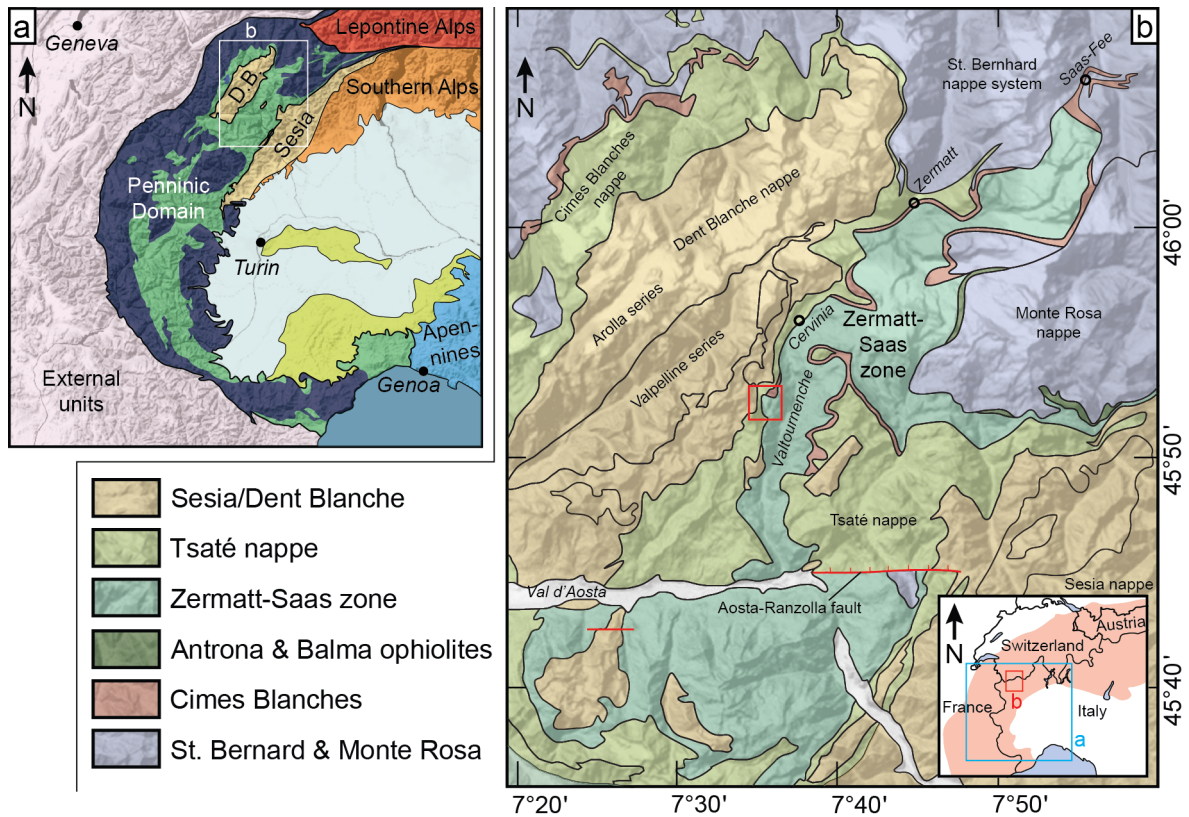 a
Geneva
N
b
D.B.
Lepontine Alps
Southern Alps
Sesia
Penninic
Domain
Turin
Apen-
nines
Genoa
External
units
Sesia/Dent Blanche
Tsaté nappe
Zermatt-Saas zone
Antrona & Balma ophiolites
Cimes Blanches
St. Bernard & Monte Rosa
b
N
St. Bernhard
nappe system
Saas-Fee
Cimes Blanches
nappe
Dent Blanche nappe
Zermatt
Arolla series
Valpelline series
Cervinia
Zermatt-
Saas
zone
Monte Rosa
nappe
Valtournenche
Tsaté nappe
Val d'Aosta
Aosta-Ranzolla fault
Sesia nappe
N
Switzerland
Austria
France
b
Italy
a
46°00'
45°50'
45°40'
7°20'
7°30'
7°40'
7°50'